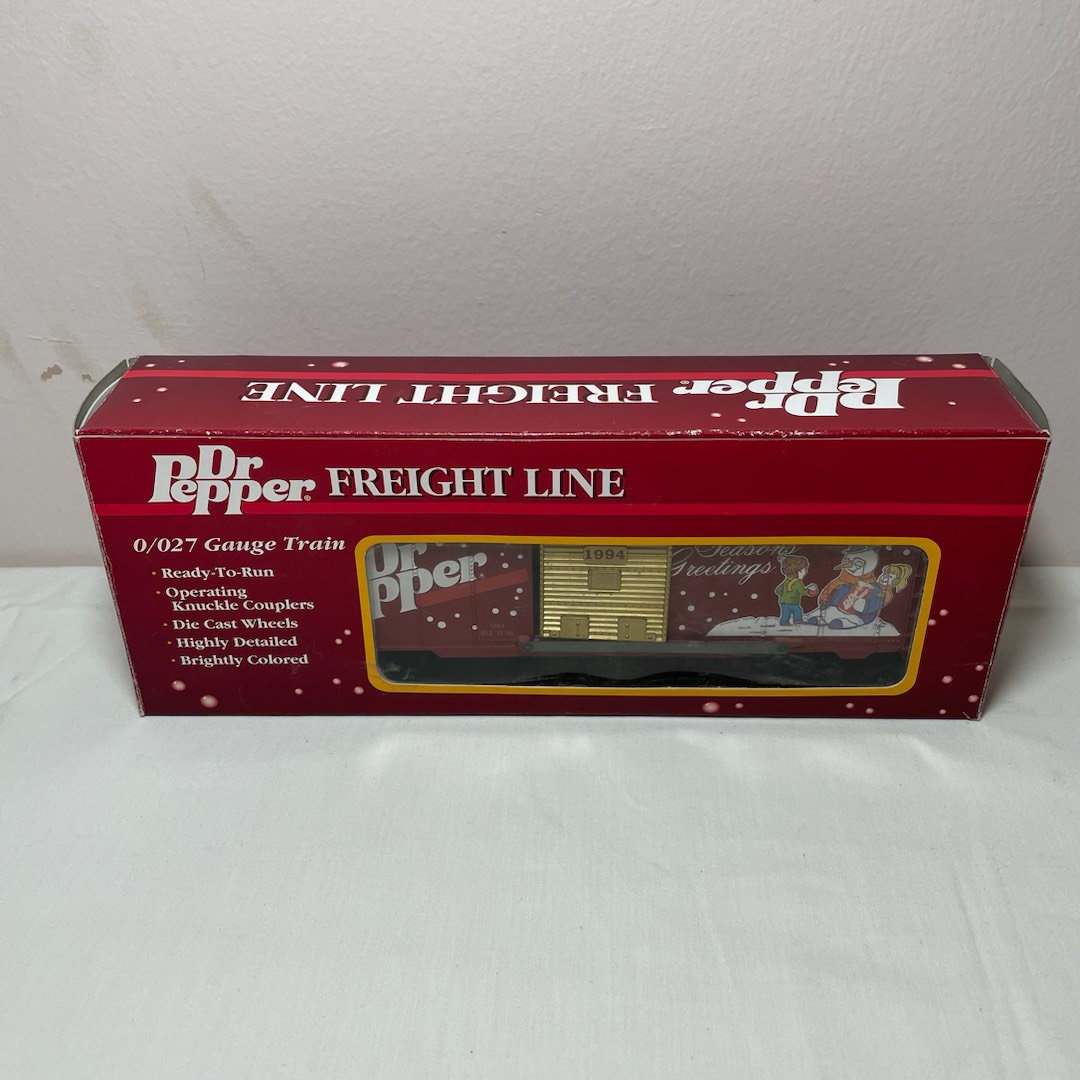 Dr Pepper FREIGHT LINE
Dr Pepper® FREIGHT LINE
0/027 Gauge Train
· Ready-To-Run
· Operating
Knuckle Couplers
· Die Cast Wheels
· Highly Detailed
· Brightly Colored
Dr
pper
1994
Seasons
Greetings